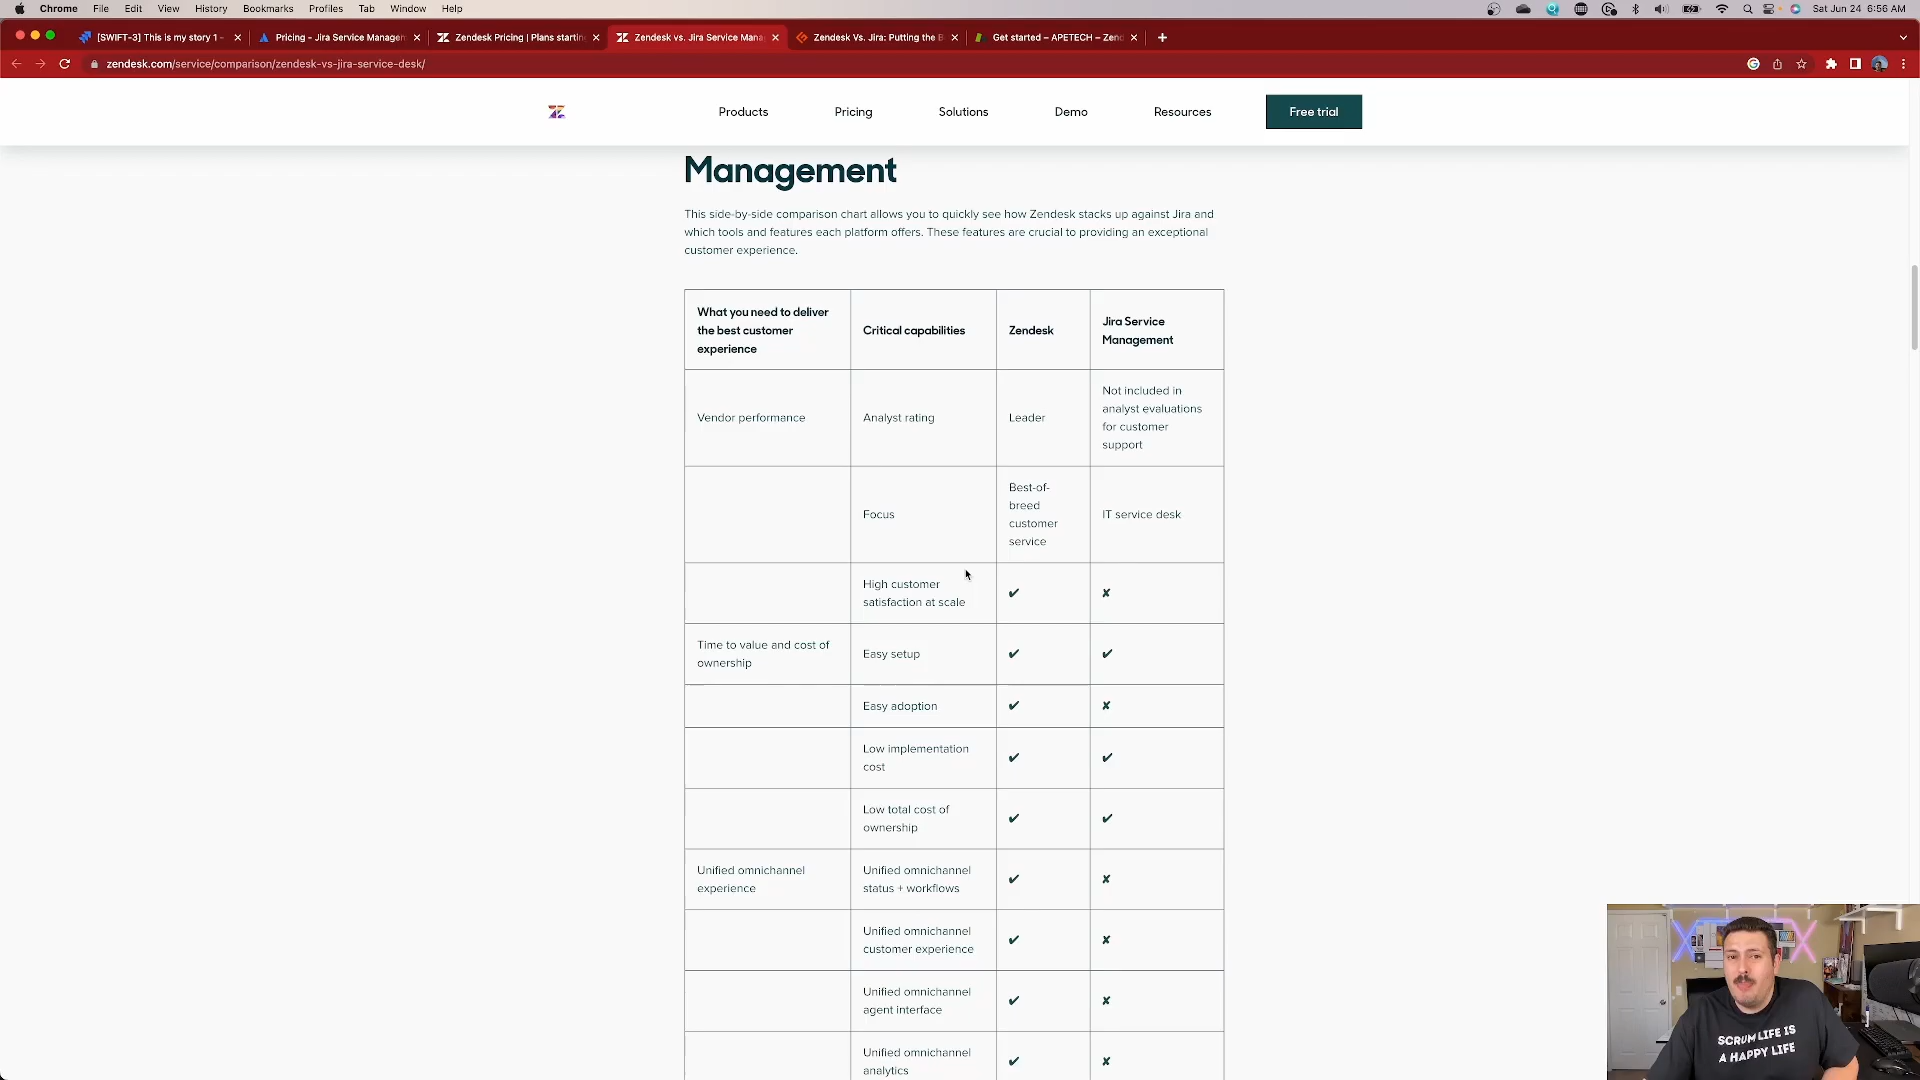 Chrome File Edit View History Bookmarks Profiles Tab Window Help
Sat Jun 24 6:56 AM
[SWIFT-3] This is my story 1 -
Pricing - Jira Service Managem
Zendesk Pricing | Plans startin
Zendesk vs. Jira Service Mana
Zendesk Vs. Jira: Putting the B
Get started – APETECH – Zend
zendesk.com/service/comparison/zendesk-vs-jira-service-desk/
Products
Pricing
Solutions
Demo
Resources
Free trial
Management
This side-by-side comparison chart allows you to quickly see how Zendesk stacks up against Jira and
which tools and features each platform offers. These features are crucial to providing an exceptional
customer experience.
What you need to deliver
the best customer
experience
Critical capabilities
Zendesk
Jira Service
Management
Vendor performance
Analyst rating
Leader
Not included in
analyst evaluations
for customer
support
Focus
Best-of-
breed
customer
service
IT service desk
High customer
satisfaction at scale
✔
✘
Time to value and cost of
ownership
Easy setup
✔
✔
Easy adoption
✔
✘
Low implementation
cost
✔
✔
Low total cost of
ownership
✔
✔
Unified omnichannel
experience
Unified omnichannel
status + workflows
✔
✘
Unified omnichannel
customer experience
✔
✘
Unified omnichannel
agent interface
✔
✘
Unified omnichannel
analytics
✔
✘
SCRUM LIFE IS
A HAPPY LIFE